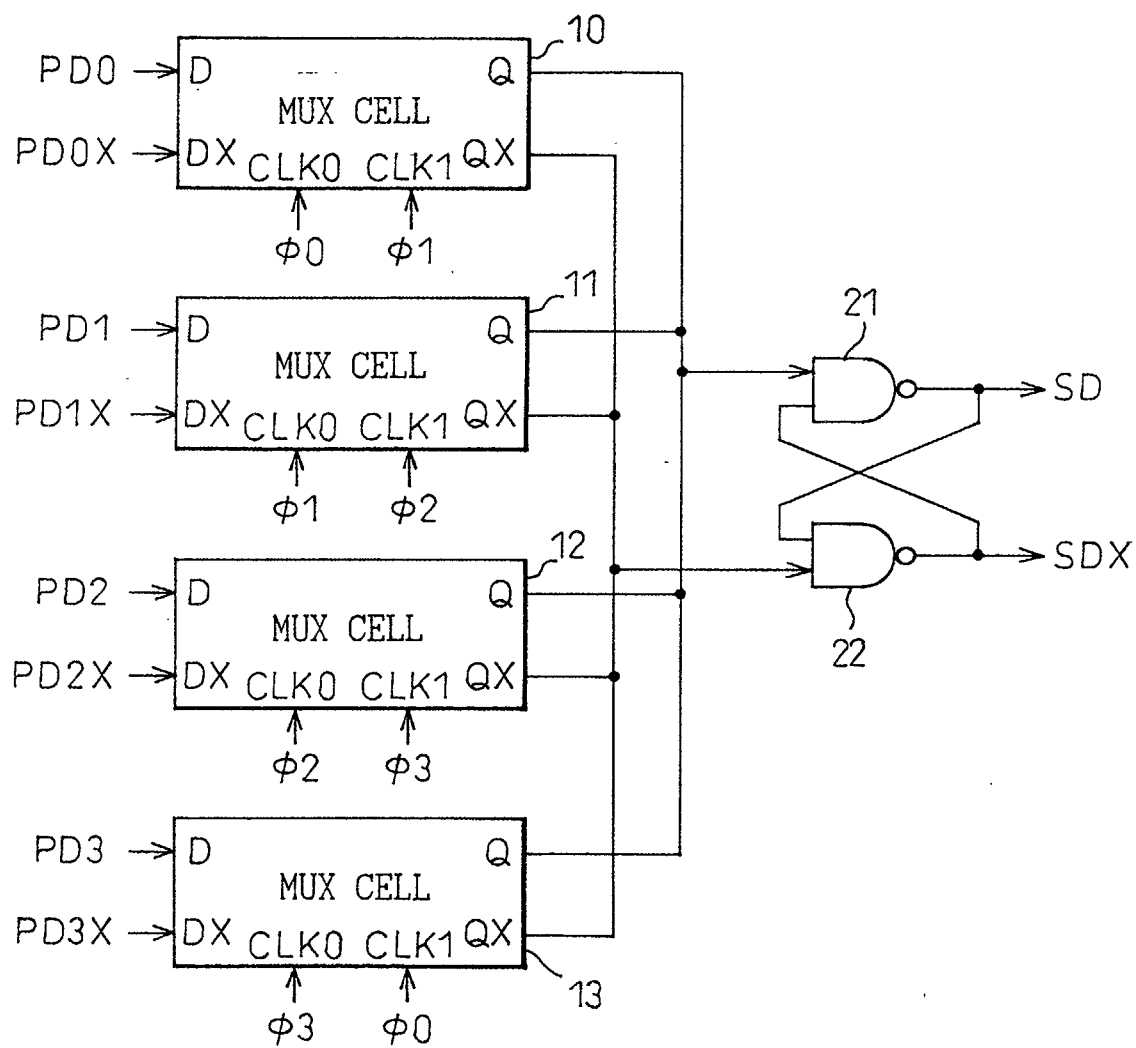 10
PD0 D Q
MUX CELL
PD0X DX CLK0 CLK1 QX
ϕ0 ϕ1
11
PD1 D Q
MUX CELL
PD1X DX CLK0 CLK1 QX
ϕ1 ϕ2
12
PD2 D Q
MUX CELL
PD2X DX CLK0 CLK1 QX
ϕ2 ϕ3
PD3 D Q
MUX CELL
PD3X DX CLK0 CLK1 QX
13
ϕ3 ϕ0
21
SD
SDX
22